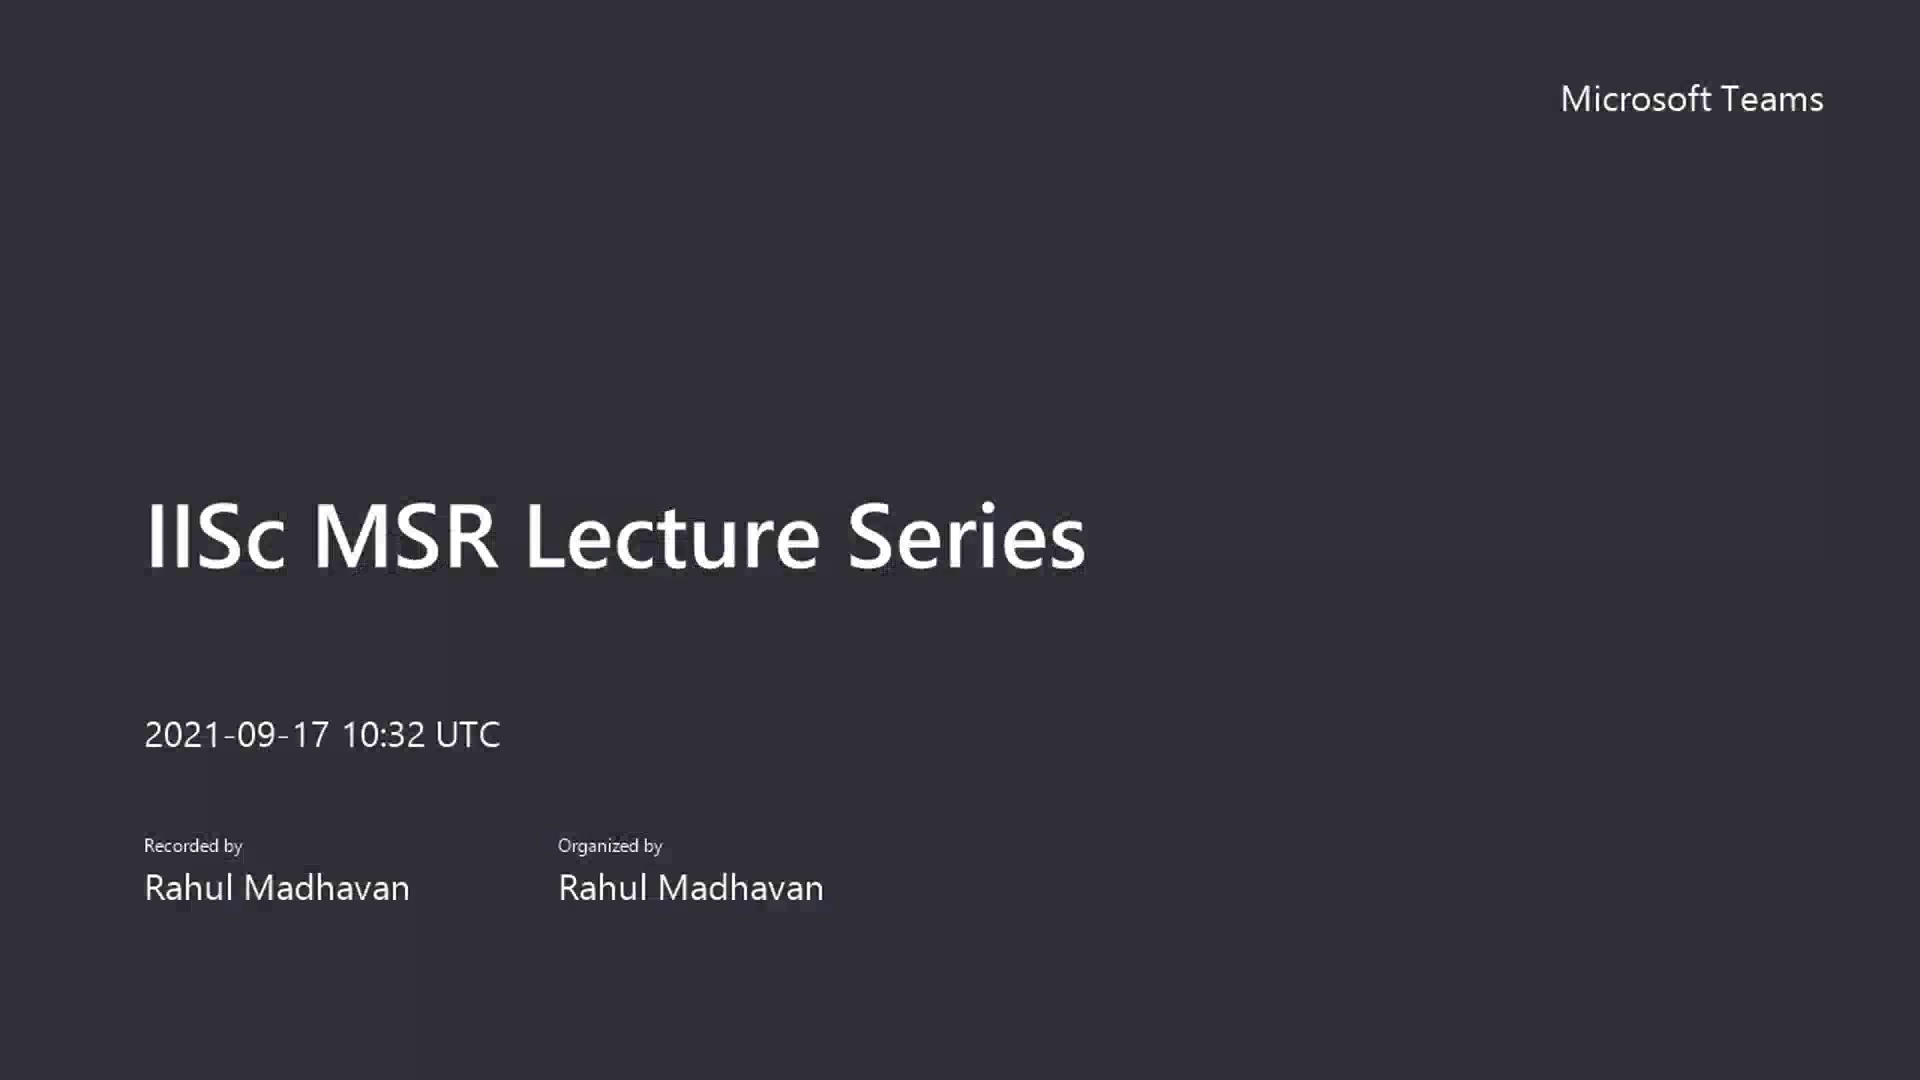 Microsoft Teams
IISc MSR Lecture Series
2021-09-17 10:32 UTC
Recorded by
Rahul Madhavan
Organized by
Rahul Madhavan